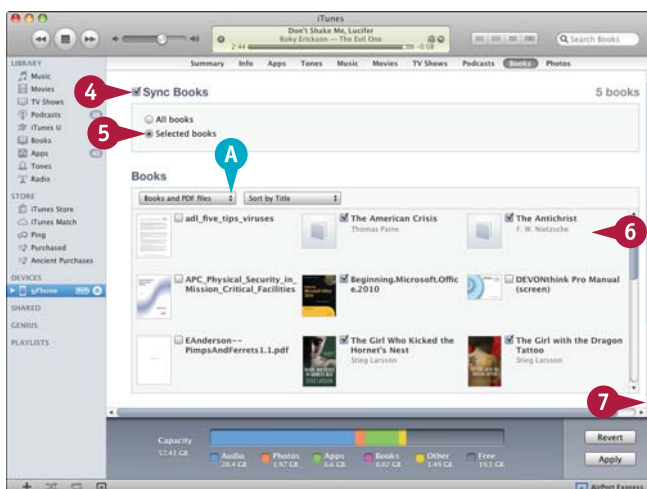 iTunes
Don't Shake Me, Lucifer
Roky Erickson — The Evil One
2:44
-0:08
Search Books
Summary Info Apps Tones Music Movies TV Shows Podcasts Books Photos
LIBRARY
Music
Movies
TV Shows
Podcasts
iTunes U
Books
Apps
Tones
Radio
STORE
iTunes Store
iTunes Match
Ping
Purchased
Ancient Purchases
DEVICES
gPhone
SHARED
GENIUS
PLAYLISTS
4
Sync Books
5 books
All books
5
Selected books
A
Books
Books and PDF files
Sort by Title
adl_five_tips_viruses
The American Crisis
Thomas Paine
The Antichrist
F. W. Nietzsche
6
APC_Physical_Security_in_
Mission_Critical_Facilities
Beginning.Microsoft.Offic
e.2010
DEVONthink Pro Manual
(screen)
EAnderson--
PimpsAndFerrets1.1.pdf
The Girl Who Kicked the
Hornet's Nest
Stieg Larsson
The Girl with the Dragon
Tattoo
Stieg Larsson
7
Capacity
57.41 GB
Audio
28.4 GB
Photos
1.97 GB
Apps
6.6 GB
Books
0.02 GB
Other
1.49 GB
Free
19.1 GB
Revert
Apply
AirPort Express